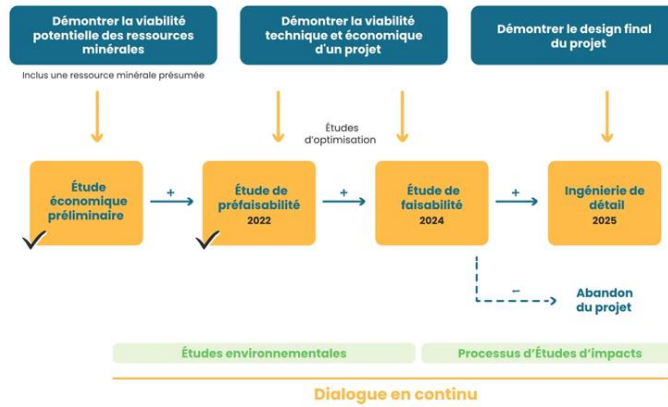 Démontrer la viabilité
potentielle des ressources
minérales
Démontrer la viabilité
technique et économique
d'un projet
Démontrer le design final
du projet
Inclus une ressource minérale présumée
Études
d'optimisation
Étude
économique
préliminaire
+
Étude de
préfaisabilité
2022
+
Étude de
faisabilité
2024
+
Ingénierie de
détail
2025
–
Abandon
du projet
Études environnementales
Processus d'Études d'impacts
Dialogue en continu